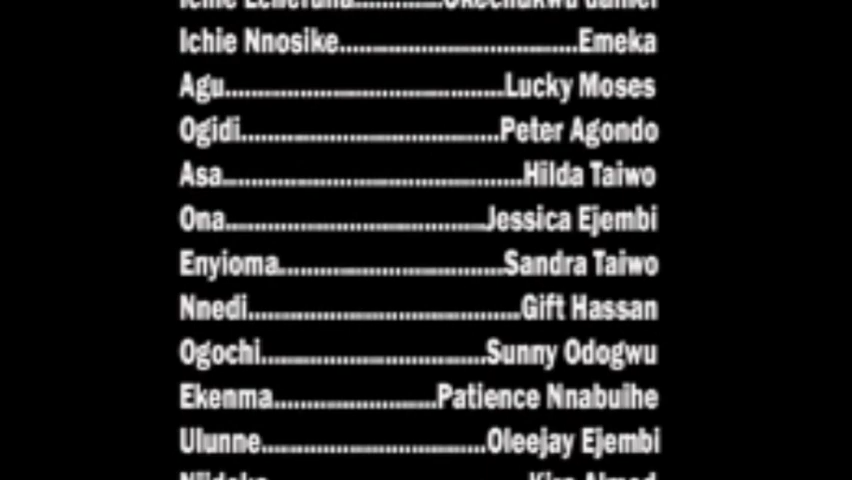 Ichie Nnosike.......................................Emeka
Agu..............................................Lucky Moses
Ogidi..........................................Peter Agondo
Asa.................................................Hilda Taiwo
Ona...........................................Jessica Ejembi
Enyioma.....................................Sandra Taiwo
Nnedi.............................................Gift Hassan
Ogochi.....................................Sunny Odogwu
Ekenma..........................Patience Nnabuihe
Ulunne.....................................Oleejay Ejembi